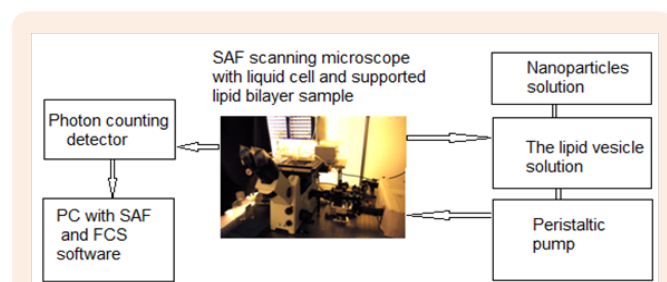 SAF scanning microscope
with liquid cell and supported
lipid bilayer sample
Photon counting
detector
PC with SAF
and FCS
software
Nanoparticles
solution
The lipid vesicle
solution
Peristaltic
pump